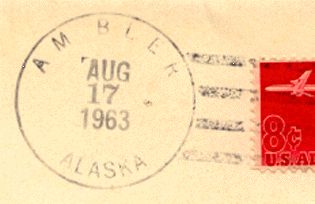 AMBLER
AUG
17
1963
ALASKA
8¢
U.S. AI